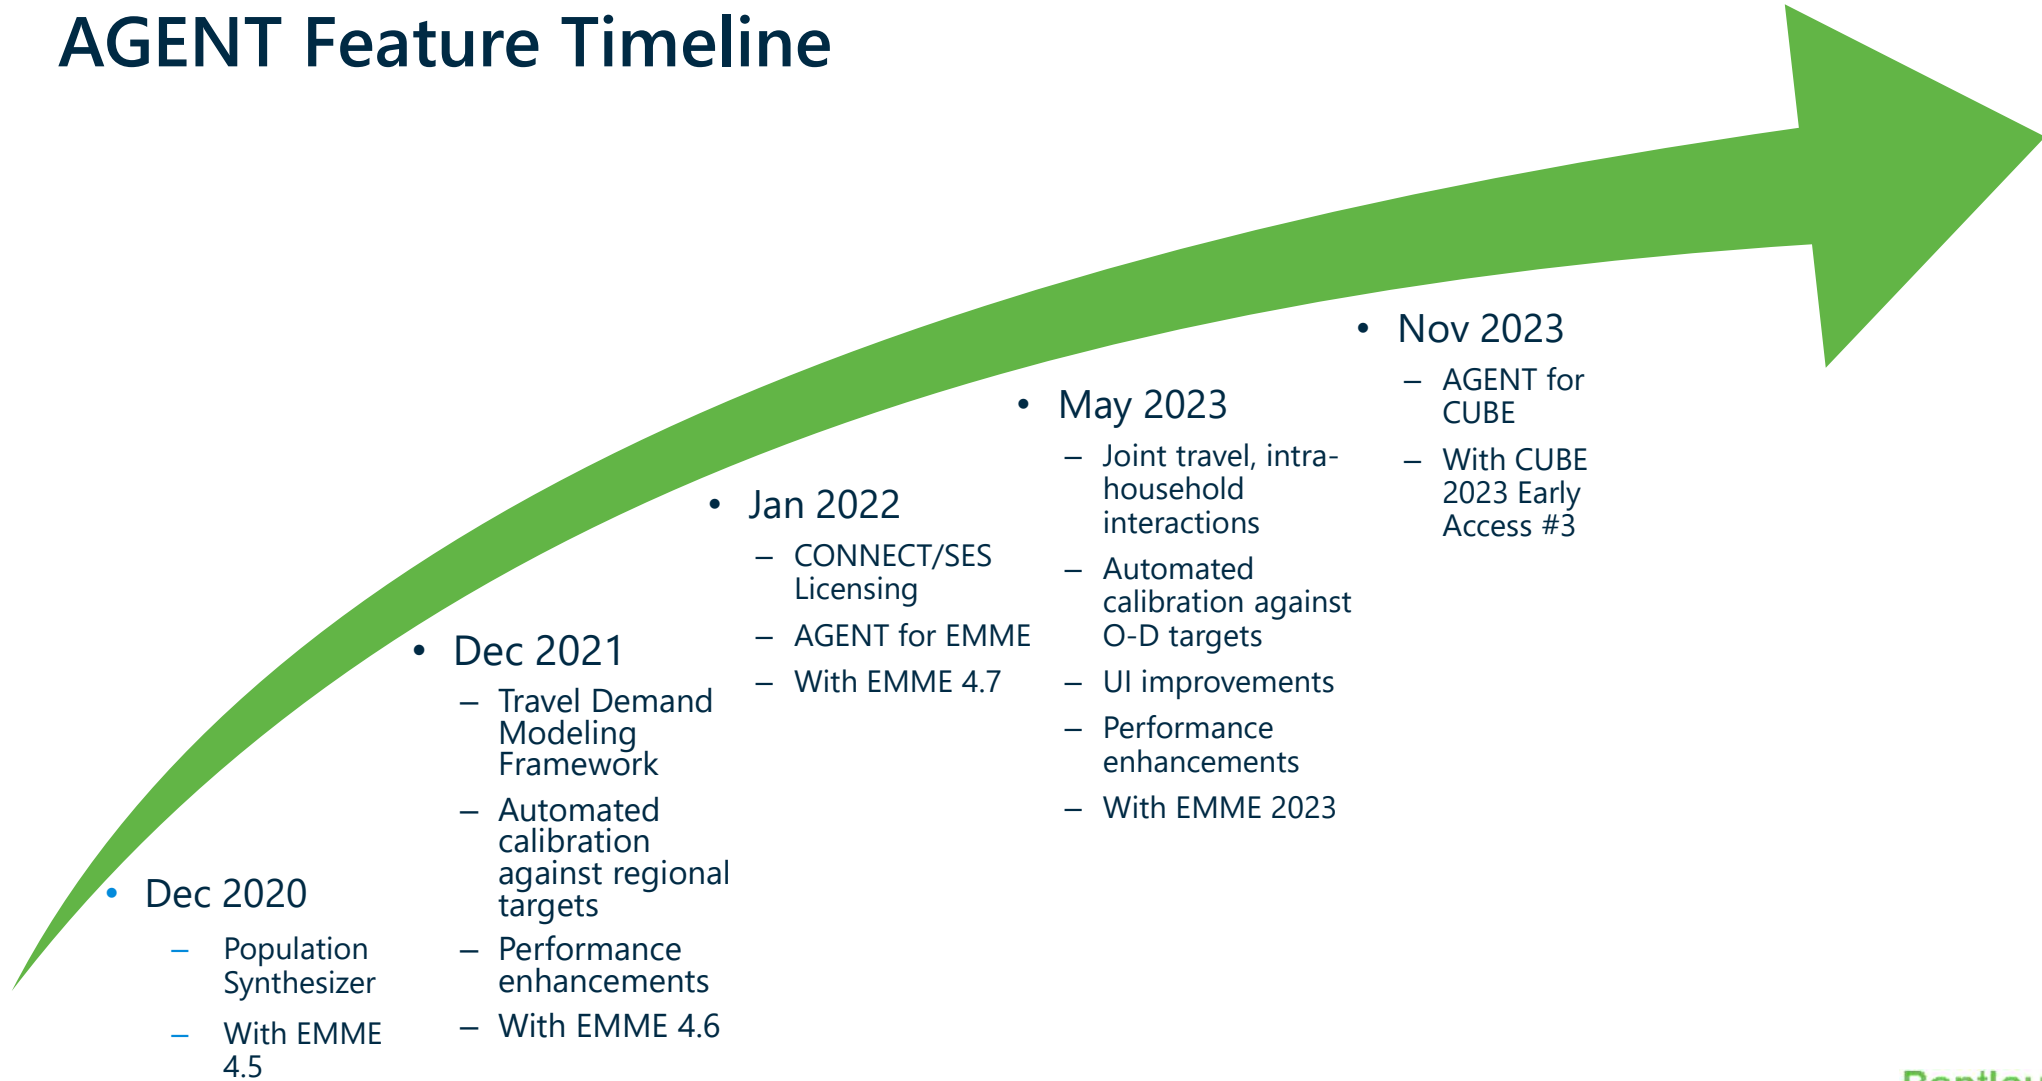 AGENT Feature Timeline
• Dec 2020
– Population
Synthesizer
– With EMME
4.5
• Dec 2021
– Travel Demand
Modeling
Framework
– Automated
calibration
against regional
targets
– Performance
enhancements
– With EMME 4.6
• Jan 2022
– CONNECT/SES
Licensing
– AGENT for EMME
– With EMME 4.7
• May 2023
– Joint travel, intra-
household
interactions
– Automated
calibration against
O-D targets
– UI improvements
– Performance
enhancements
– With EMME 2023
• Nov 2023
– AGENT for
CUBE
– With CUBE
2023 Early
Access #3